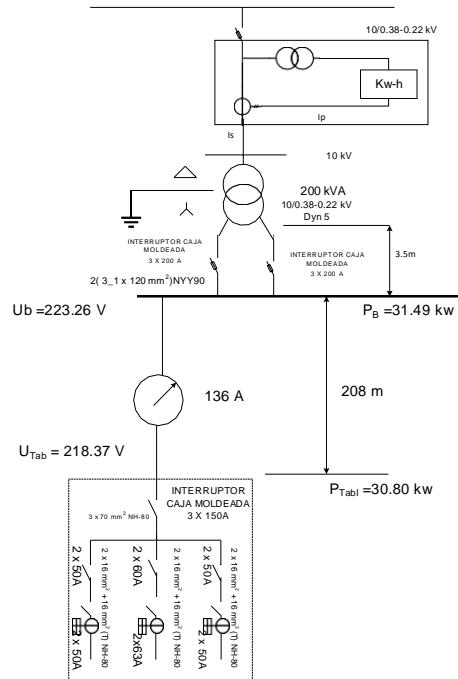 10/0.38-0.22 kV
Kw-h
Ip
Is
10 kV
200 kVA
10/0.38-0.22 kV
Dyn 5
INTERRUPTOR CAJA
MOLDEADA
3 X 200 A
INTERRUPTOR CAJA
MOLDEADA
3 X 200 A
3.5m
2( 3_1 x 120 mm²)NYY90
Ub =223.26 V
P_B =31.49 kw
136 A
208 m
U_Tab = 218.37 V
P_Tabl =30.80 kw
INTERRUPTOR
CAJA MOLDEADA
3 X 150A
3 x 70 mm² NH-80
2 x 50A
2 x 16 mm² +16 mm² (T) NH-80
2 x 60A
2 x 16 mm² +16 mm² (T) NH-80
2 x 50A
2 x 16 mm² +16 mm² (T) NH-80
2 x 50A
2x63A
2 x 50A